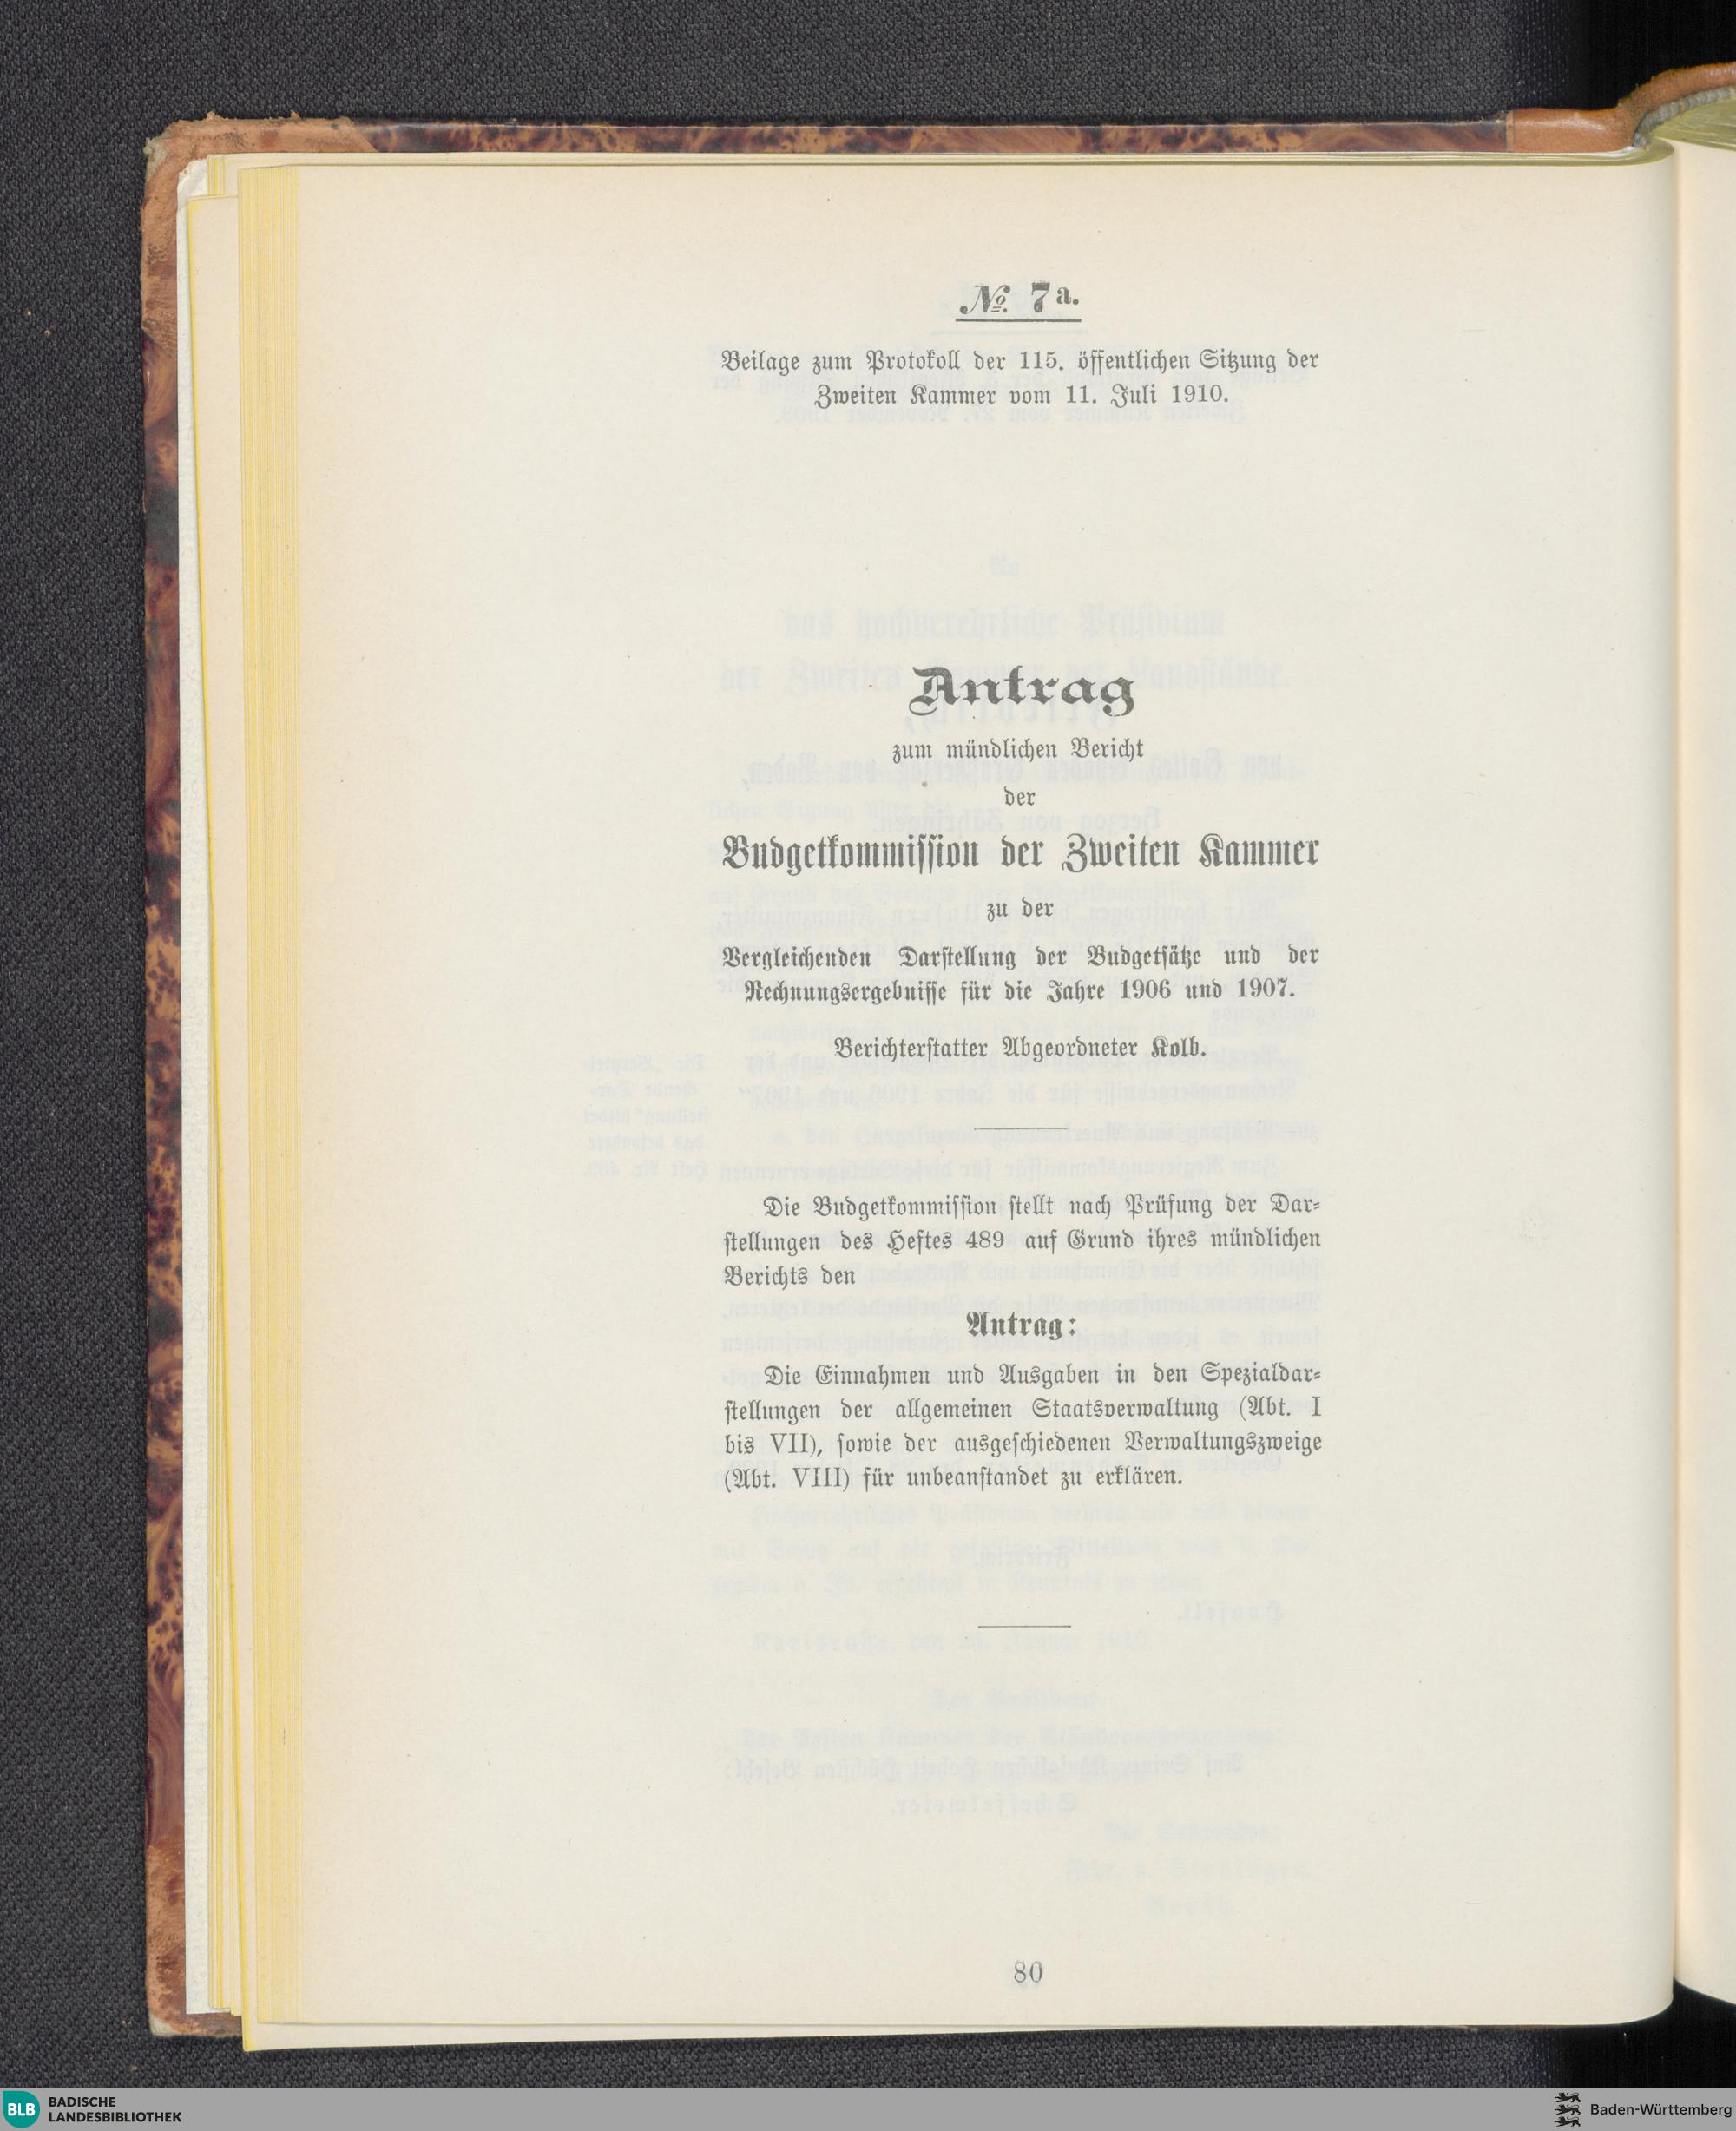 № 7a.
Beilage zum Protokoll der 115. öffentlichen Sitzung der
Zweiten Kammer vom 11. Juli 1910.
Antrag
zum mündlichen Bericht
der
Budgetkommission der Zweiten Kammer
zu der
Vergleichenden Darstellung der Budgetsätze und der
Rechnungsergebnisse für die Jahre 1906 und 1907.
Berichterstatter Abgeordneter Kolb.
Die Budgetkommission stellt nach Prüfung der Dar-
stellungen des Heftes 489 auf Grund ihres mündlichen
Berichts den
Antrag:
Die Einnahmen und Ausgaben in den Spezialdar-
stellungen der allgemeinen Staatsverwaltung (Abt. I
bis VII), sowie der ausgeschiedenen Verwaltungszweige
(Abt. VIII) für unbeanstandet zu erklären.
80
BLB BADISCHE
LANDESBIBLIOTHEK
Baden-Württemberg